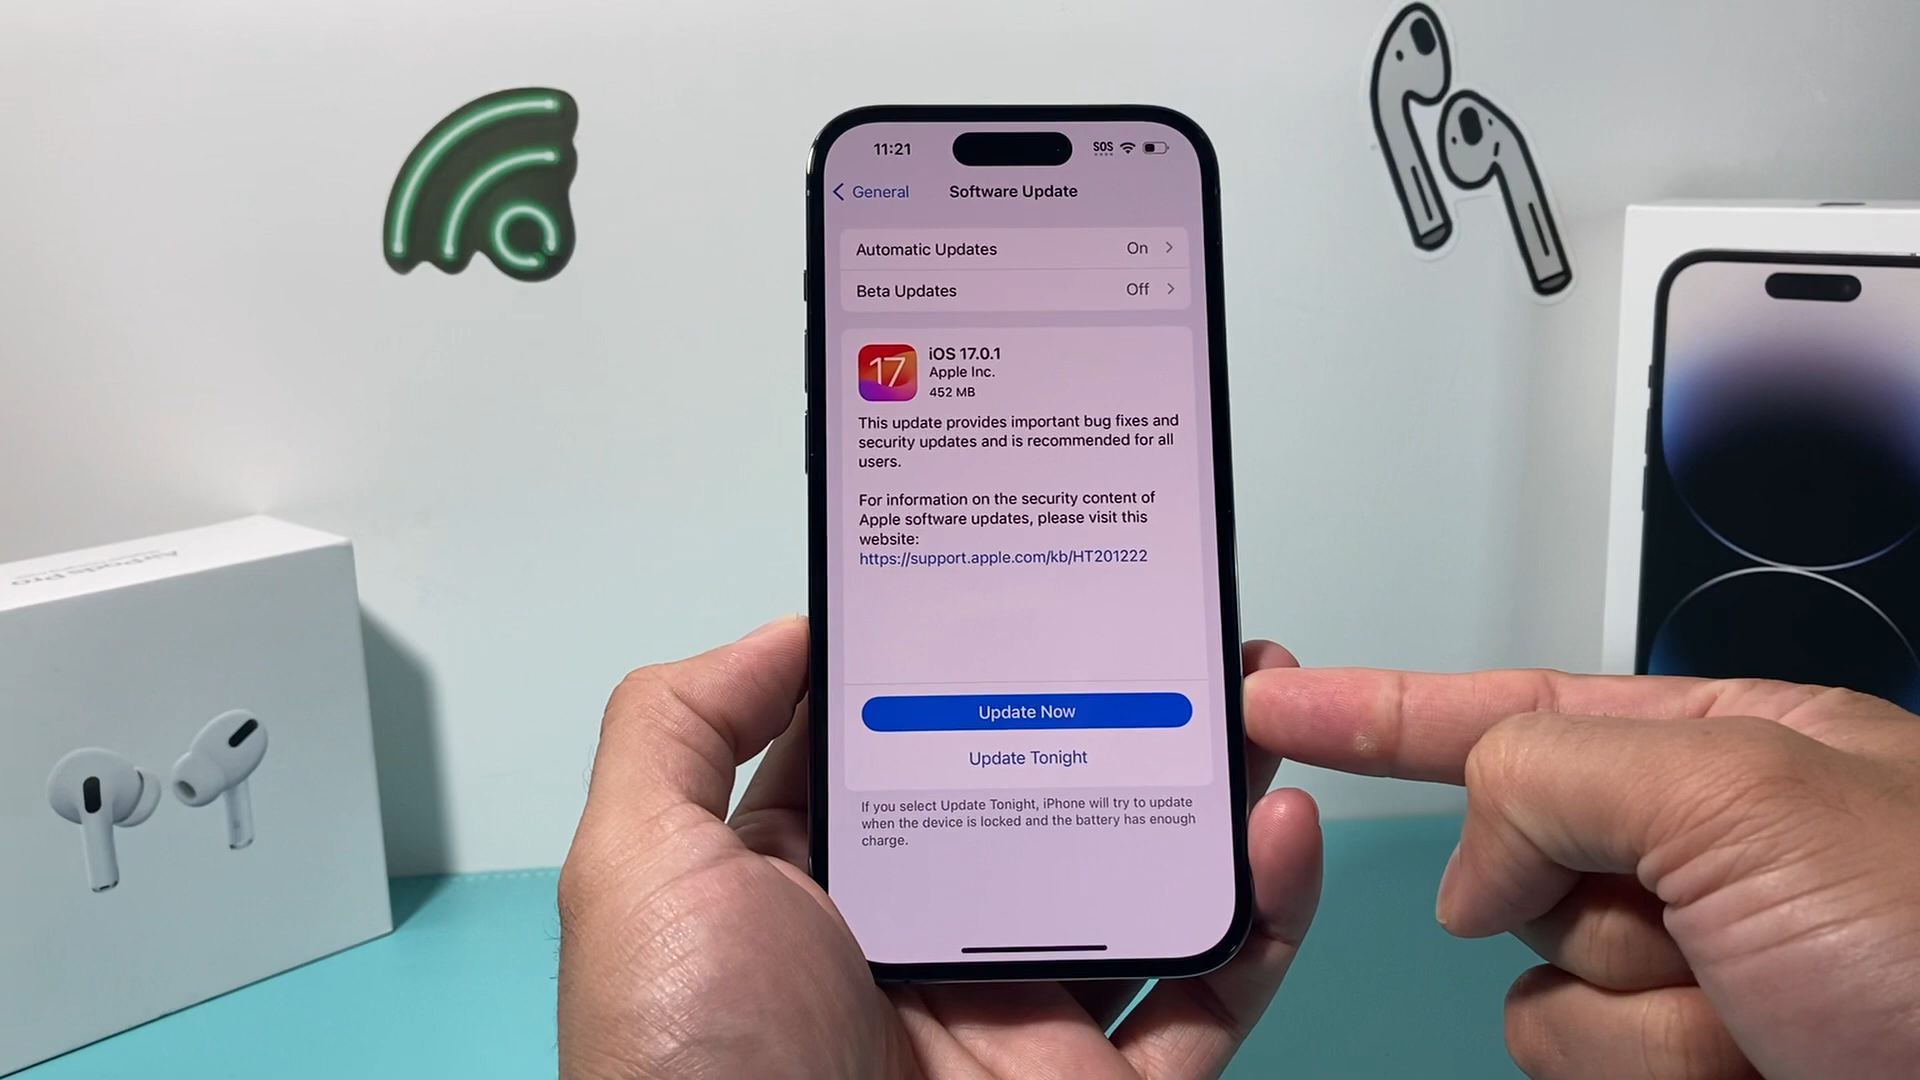 11:21
SOS
General
Software Update
Automatic Updates On
Beta Updates Off
17
iOS 17.0.1
Apple Inc.
452 MB
This update provides important bug fixes and
security updates and is recommended for all
users.
For information on the security content of
Apple software updates, please visit this
website:
https://support.apple.com/kb/HT201222
Update Now
Update Tonight
If you select Update Tonight, iPhone will try to update
when the device is locked and the battery has enough
charge.
AirPods Pro